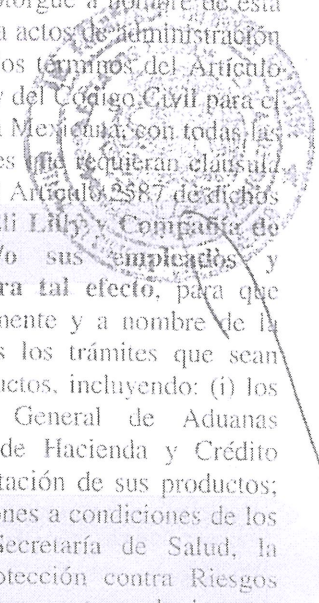 otorgue a nombre de esta
a actos de administración
os términos del Artículo
y del Código Civil para el
a Mexicana, con todas las
es que requieran cláusula
l Artículo 2587 de dichos
Eli Lilly y Compañía de
/o sus empleados y
ra tal efecto, para que
mente y a nombre de la
s los trámites que sean
uctos, incluyendo: (i) los
General de Aduanas
de Hacienda y Crédito
tación de sus productos;
ones a condiciones de los
Secretaría de Salud, la
otección contra Riesgos